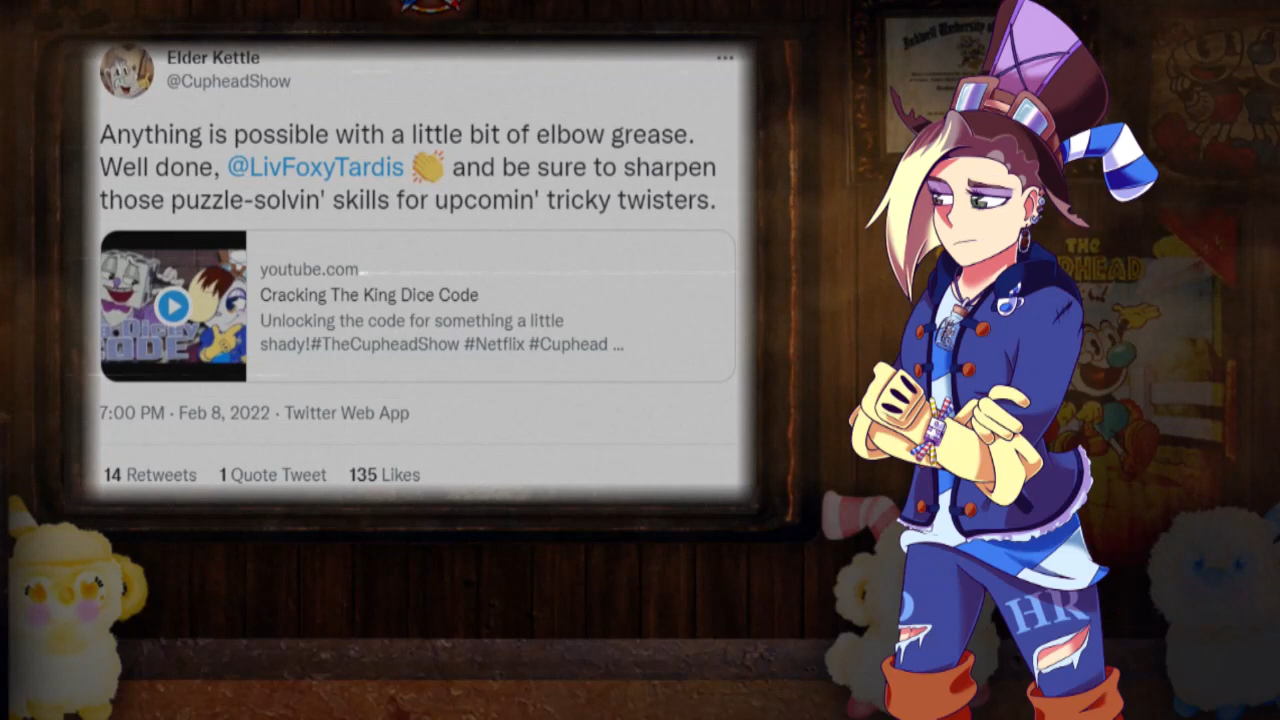 Elder Kettle
@CupheadShow
Anything is possible with a little bit of elbow grease.
Well done, @LivFoxyTardis 👏 and be sure to sharpen
those puzzle-solvin' skills for upcomin' tricky twisters.
youtube.com
Cracking The King Dice Code
Unlocking the code for something a little
shady!#TheCupheadShow #Netflix #Cuphead ...
7:00 PM · Feb 8, 2022 · Twitter Web App
14 Retweets 1 Quote Tweet 135 Likes
THE
HR